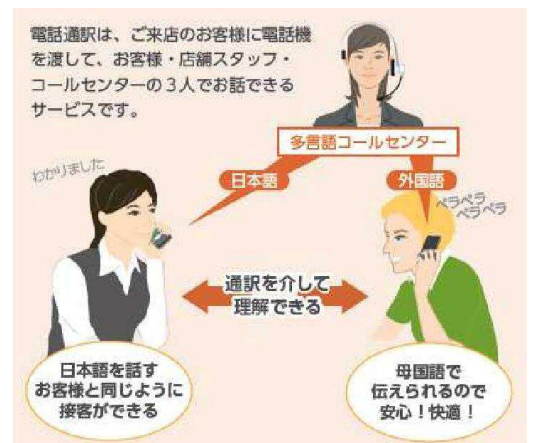 電話通訳は、ご来店のお客様に電話機
を渡して、お客様・店舗スタッフ・
コールセンターの3人でお話できる
サービスです。
多言語コールセンター
日本語
外国語
わかりました
ペラペラ
ペラペラ
通訳を介して
理解できる
日本語を話す
お客様と同じように
接客ができる
母国語で
伝えられるので
安心！快適！